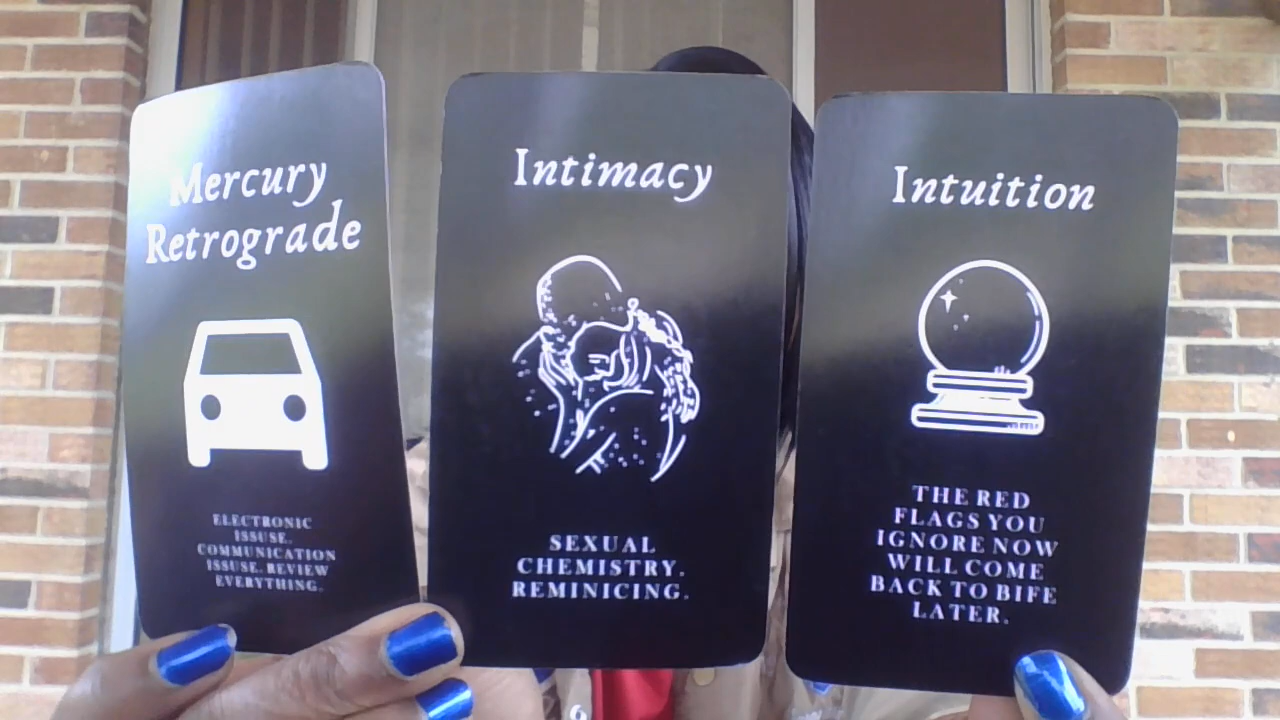 Mercury
Retrograde
ELECTRONIC
ISSUSE.
COMMUNICATION
ISSUSE. REVIEW
EVERYTHING.
Intimacy
SEXUAL
CHEMISTRY.
REMINICING.
Intuition
THE RED
FLAGS YOU
IGNORE NOW
WILL COME
BACK TO BIFE
LATER.